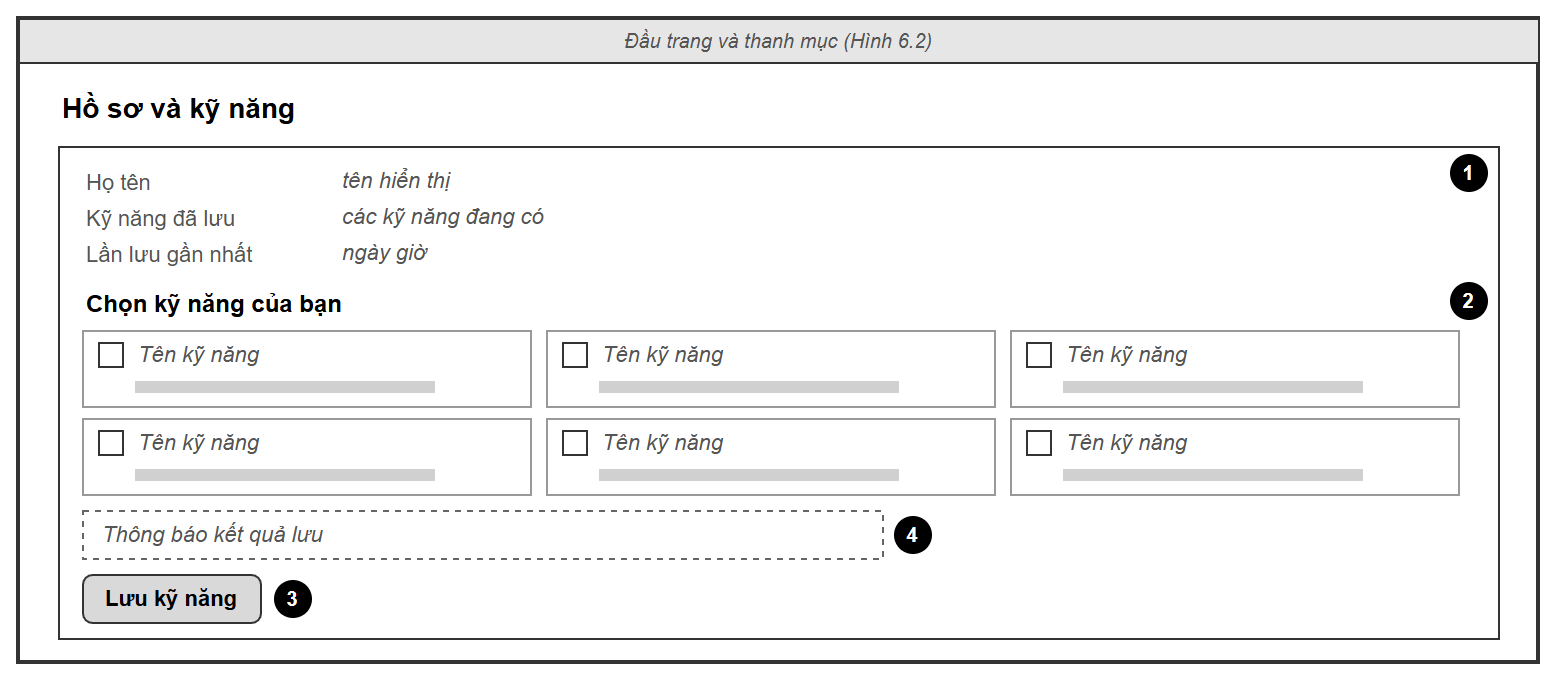 Đầu trang và thanh mục (Hình 6.2)
Hồ sơ và kỹ năng
1
Họ tên tên hiển thị
Kỹ năng đã lưu các kỹ năng đang có
Lần lưu gần nhất ngày giờ
Chọn kỹ năng của bạn 2
Tên kỹ năng Tên kỹ năng Tên kỹ năng
Tên kỹ năng Tên kỹ năng Tên kỹ năng
Thông báo kết quả lưu 4
Lưu kỹ năng 3